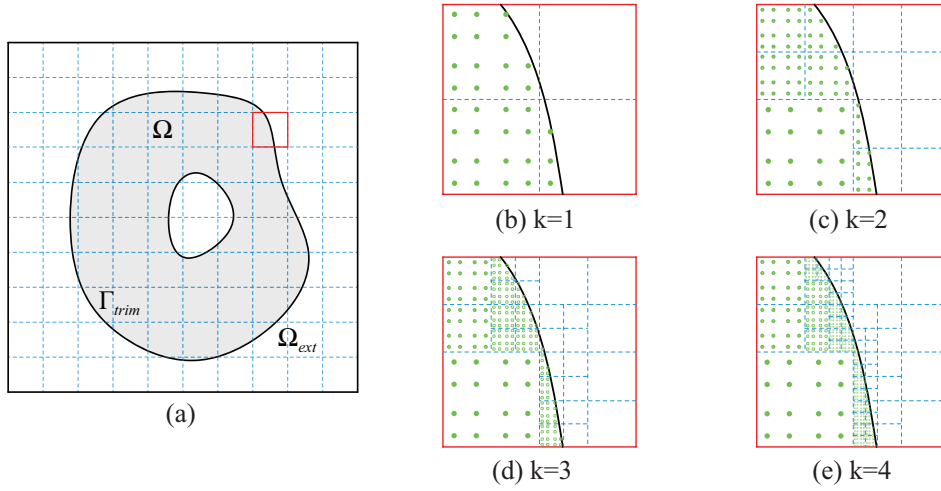 Ω
Γtrim
Ωext
(a)
(b) k=1
(c) k=2
(d) k=3
(e) k=4